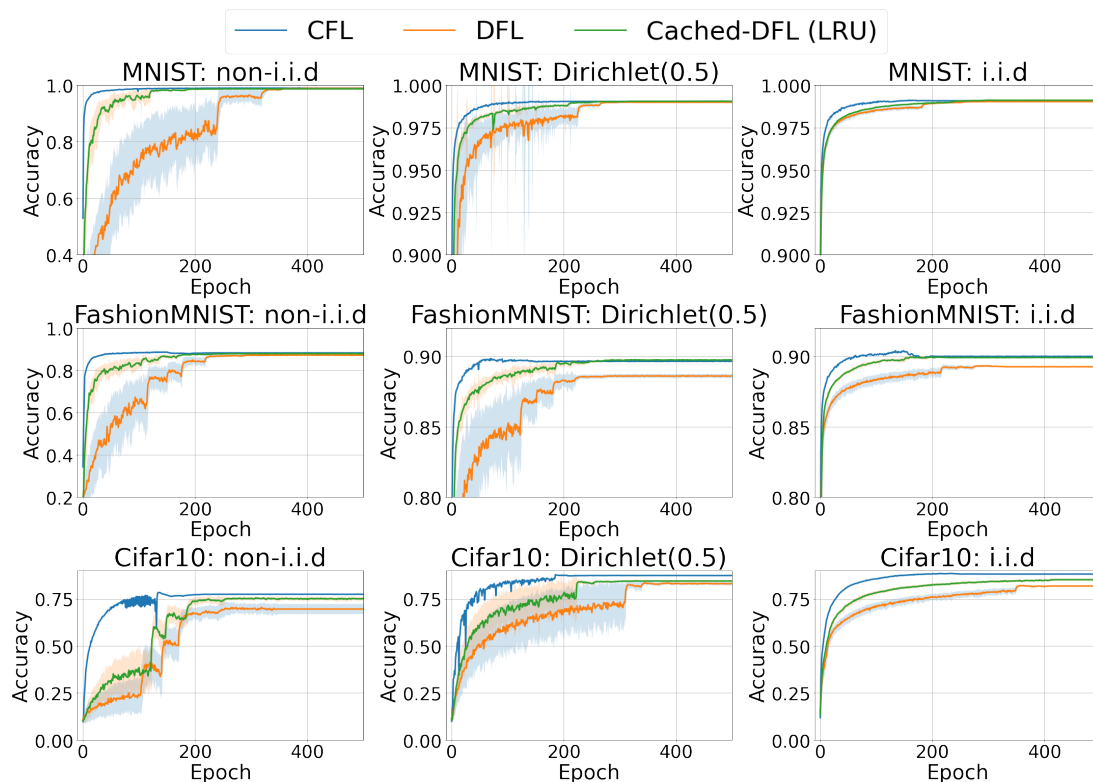 CFL DFL Cached-DFL (LRU)
MNIST: non-i.i.d
Accuracy
1.0
0.8
0.6
0.4
0 200 400
Epoch
MNIST: Dirichlet(0.5)
Accuracy
1.000
0.975
0.950
0.925
0.900
0 200 400
Epoch
MNIST: i.i.d
Accuracy
1.000
0.975
0.950
0.925
0.900
0 200 400
Epoch
FashionMNIST: non-i.i.d
Accuracy
1.0
0.8
0.6
0.4
0.2
0 200 400
Epoch
FashionMNIST: Dirichlet(0.5)
Accuracy
0.90
0.85
0.80
0 200 400
Epoch
FashionMNIST: i.i.d
Accuracy
0.90
0.85
0.80
0 200 400
Epoch
Cifar10: non-i.i.d
Accuracy
0.75
0.50
0.25
0.00
0 200 400
Epoch
Cifar10: Dirichlet(0.5)
Accuracy
0.75
0.50
0.25
0.00
0 200 400
Epoch
Cifar10: i.i.d
Accuracy
0.75
0.50
0.25
0.00
0 200 400
Epoch